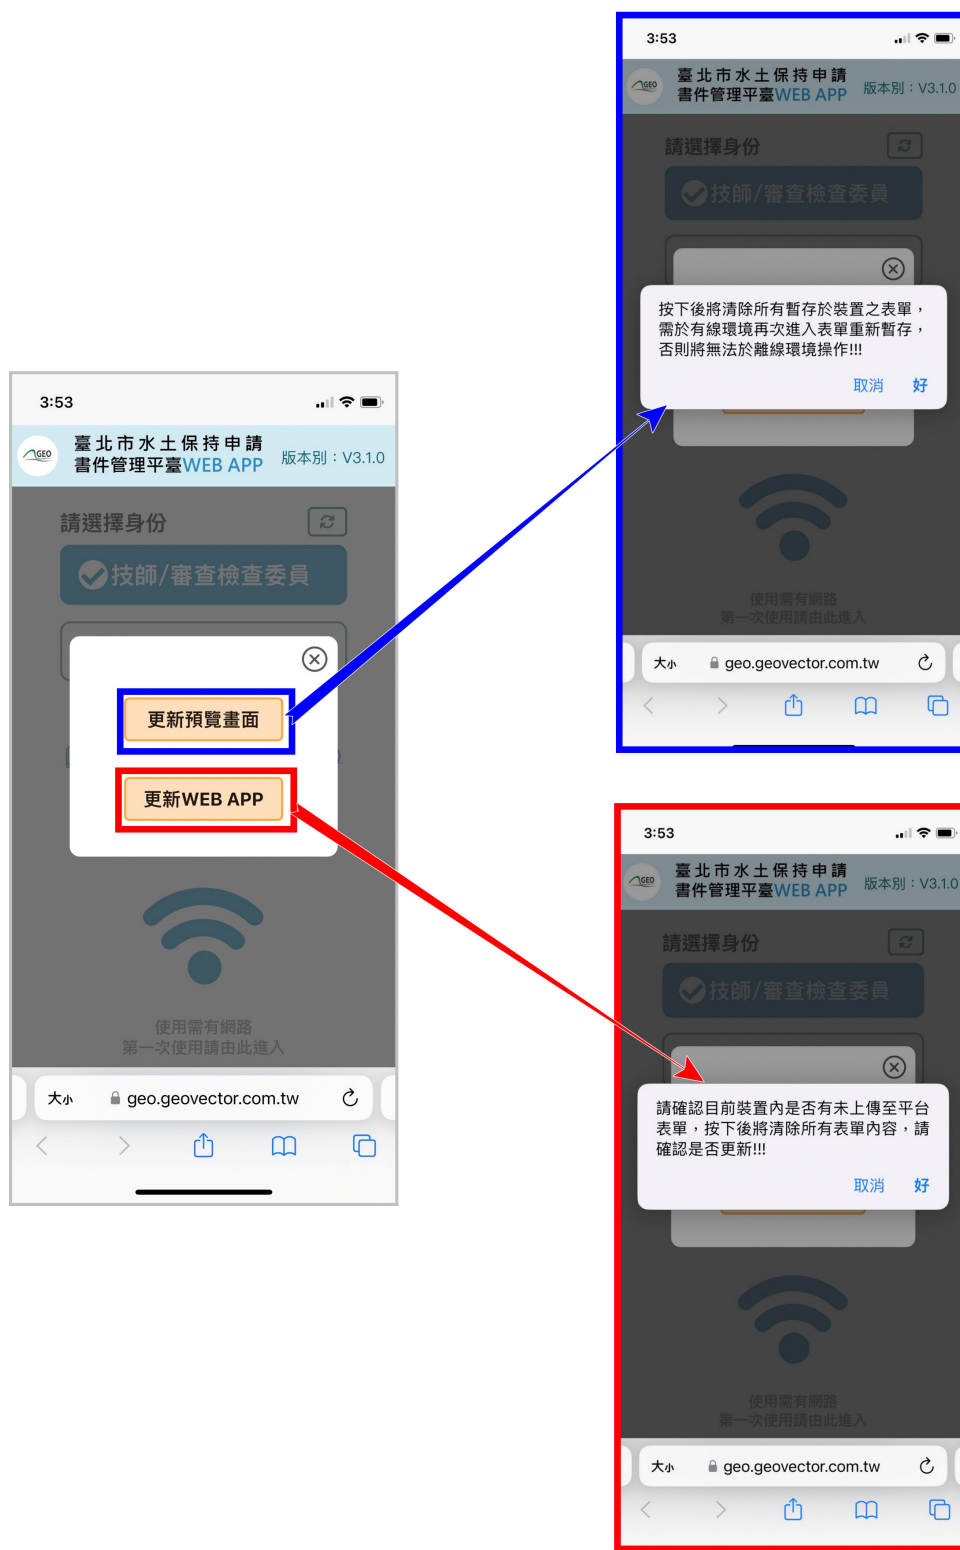 3:53
GEO
臺北市水土保持申請
書件管理平臺WEB APP
版本別：V3.1.0
請選擇身份
技師/審查檢查委員
更新預覽畫面
更新WEB APP
使用需有網路
第一次使用請由此進入
大小
geo.geovector.com.tw
3:53
GEO
臺北市水土保持申請
書件管理平臺WEB APP
版本別：V3.1.0
請選擇身份
技師/審查檢查委員
按下後將清除所有暫存於裝置之表單，
需於有線環境再次進入表單重新暫存，
否則將無法於離線環境操作!!!
取消 好
使用需有網路
第一次使用請由此進入
大小
geo.geovector.com.tw
3:53
GEO
臺北市水土保持申請
書件管理平臺WEB APP
版本別：V3.1.0
請選擇身份
技師/審查檢查委員
請確認目前裝置內是否有未上傳至平台
表單，按下後將清除所有表單內容，請
確認是否更新!!!
取消 好
使用需有網路
第一次使用請由此進入
大小
geo.geovector.com.tw